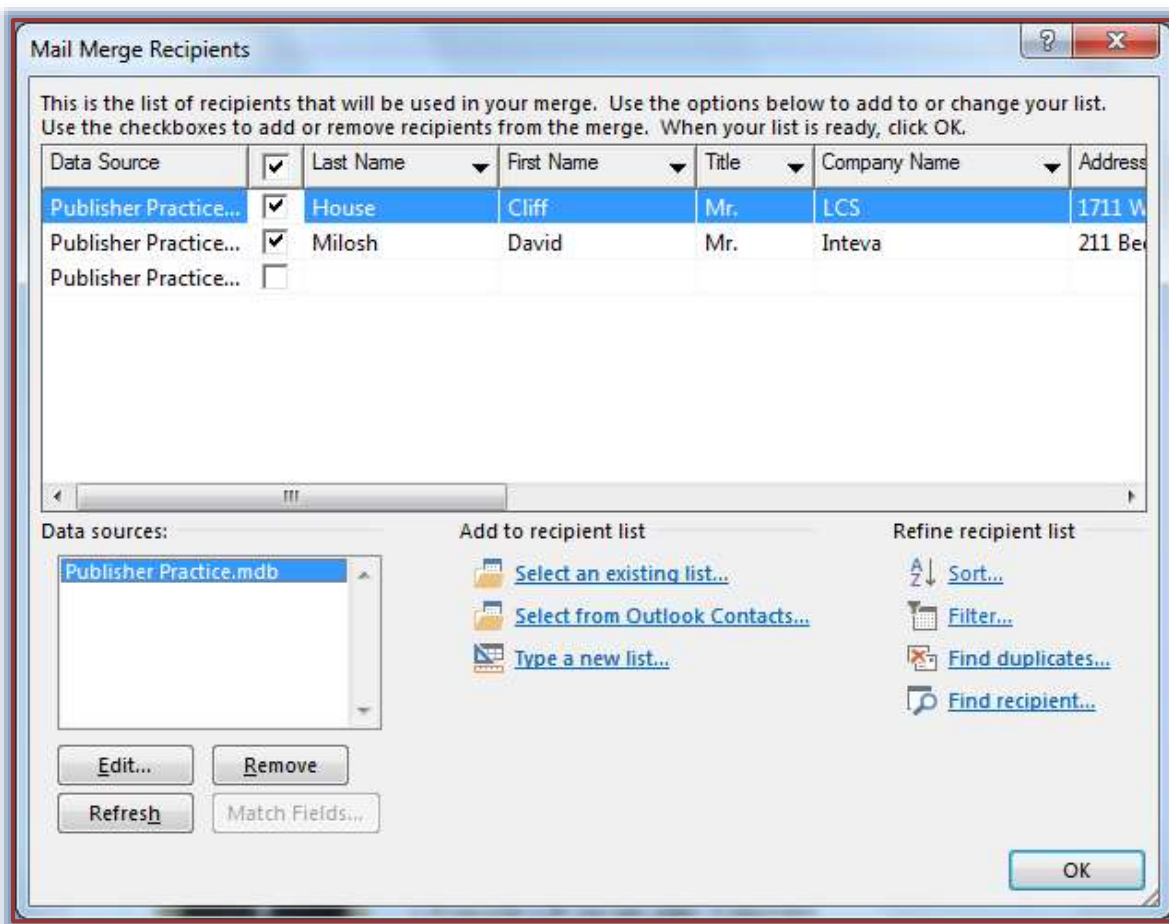 Mail Merge Recipients
This is the list of recipients that will be used in your merge. Use the options below to add to or change your list.
Use the checkboxes to add or remove recipients from the merge. When your list is ready, click OK.
Data Source Last Name First Name Title Company Name Address
Publisher Practice... House Cliff Mr. LCS 1711 W
Publisher Practice... Milosh David Mr. Inteva 211 Bee
Publisher Practice...
Data sources: Add to recipient list Refine recipient list
Publisher Practice.mdb Select an existing list... Sort...
Select from Outlook Contacts... Filter...
Type a new list... Find duplicates...
Find recipient...
Edit... Remove
Refresh Match Fields...
OK